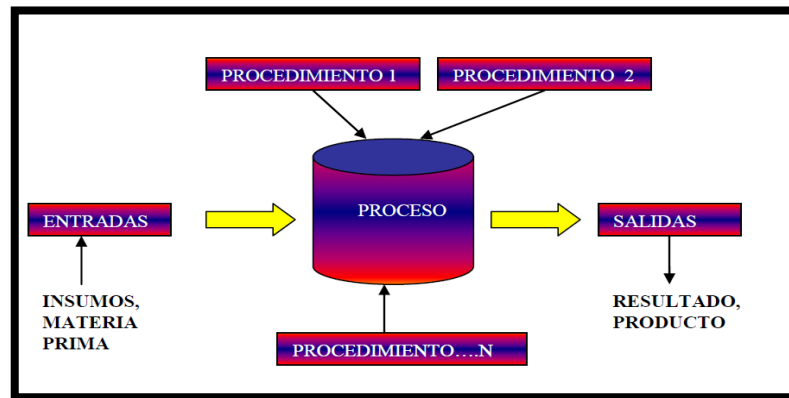 PROCEDIMIENTO 1
PROCEDIMIENTO 2
ENTRADAS
PROCESO
SALIDAS
INSUMOS,
MATERIA
PRIMA
RESULTADO,
PRODUCTO
PROCEDIMIENTO....N